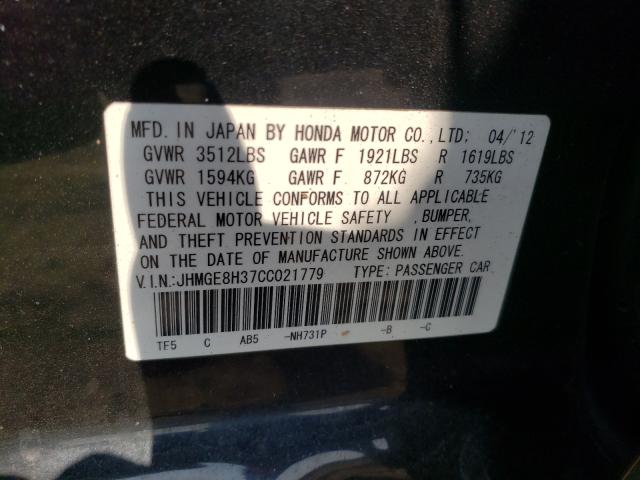 MFD. IN JAPAN BY HONDA MOTOR CO.,LTD; 04/'12
GVWR 3512LBS GAWR F 1921LBS R 1619LBS
GVWR 1594KG GAWR F. 872KG R 735KG
THIS VEHICLE CONFORMS TO ALL APPLICABLE
FEDERAL MOTOR VEHICLE SAFETY ,BUMPER,
AND THEFT PREVENTION STANDARDS IN EFFECT
ON THE DATE OF MANUFACTURE SHOWN ABOVE.
V.I.N.:JHMGE8H37CC021779 TYPE: PASSENGER CAR
TF5 C AB5 -NH731P -B -C